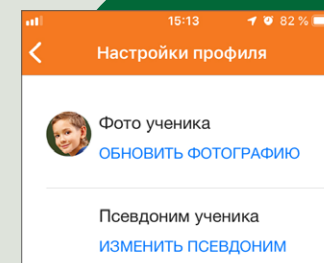 15:13 82 %
Настройки профиля
Фото ученика
ОБНОВИТЬ ФОТОГРАФИЮ
Псевдоним ученика
ИЗМЕНИТЬ ПСЕВДОНИМ